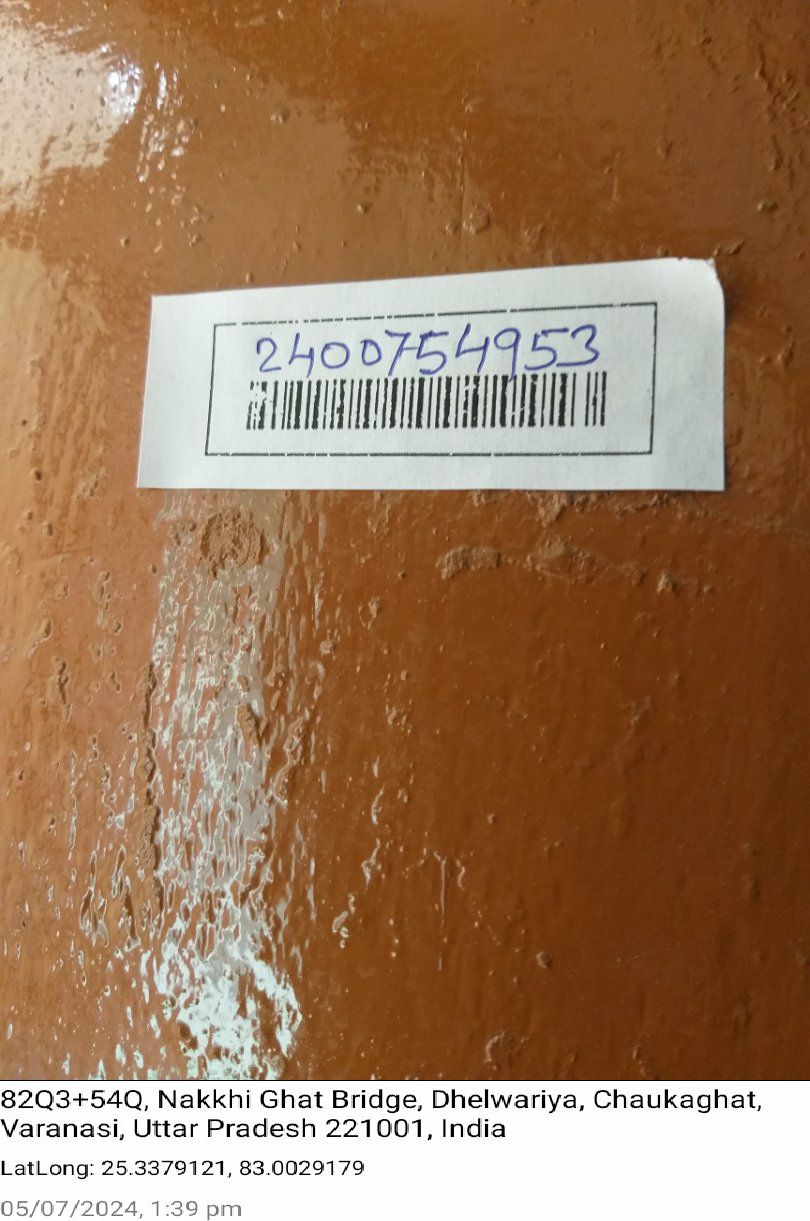 2400754953
82Q3+54Q, Nakkhi Ghat Bridge, Dhelwariya, Chaukaghat,
Varanasi, Uttar Pradesh 221001, India
LatLong: 25.3379121, 83.0029179
05/07/2024, 1:39 pm